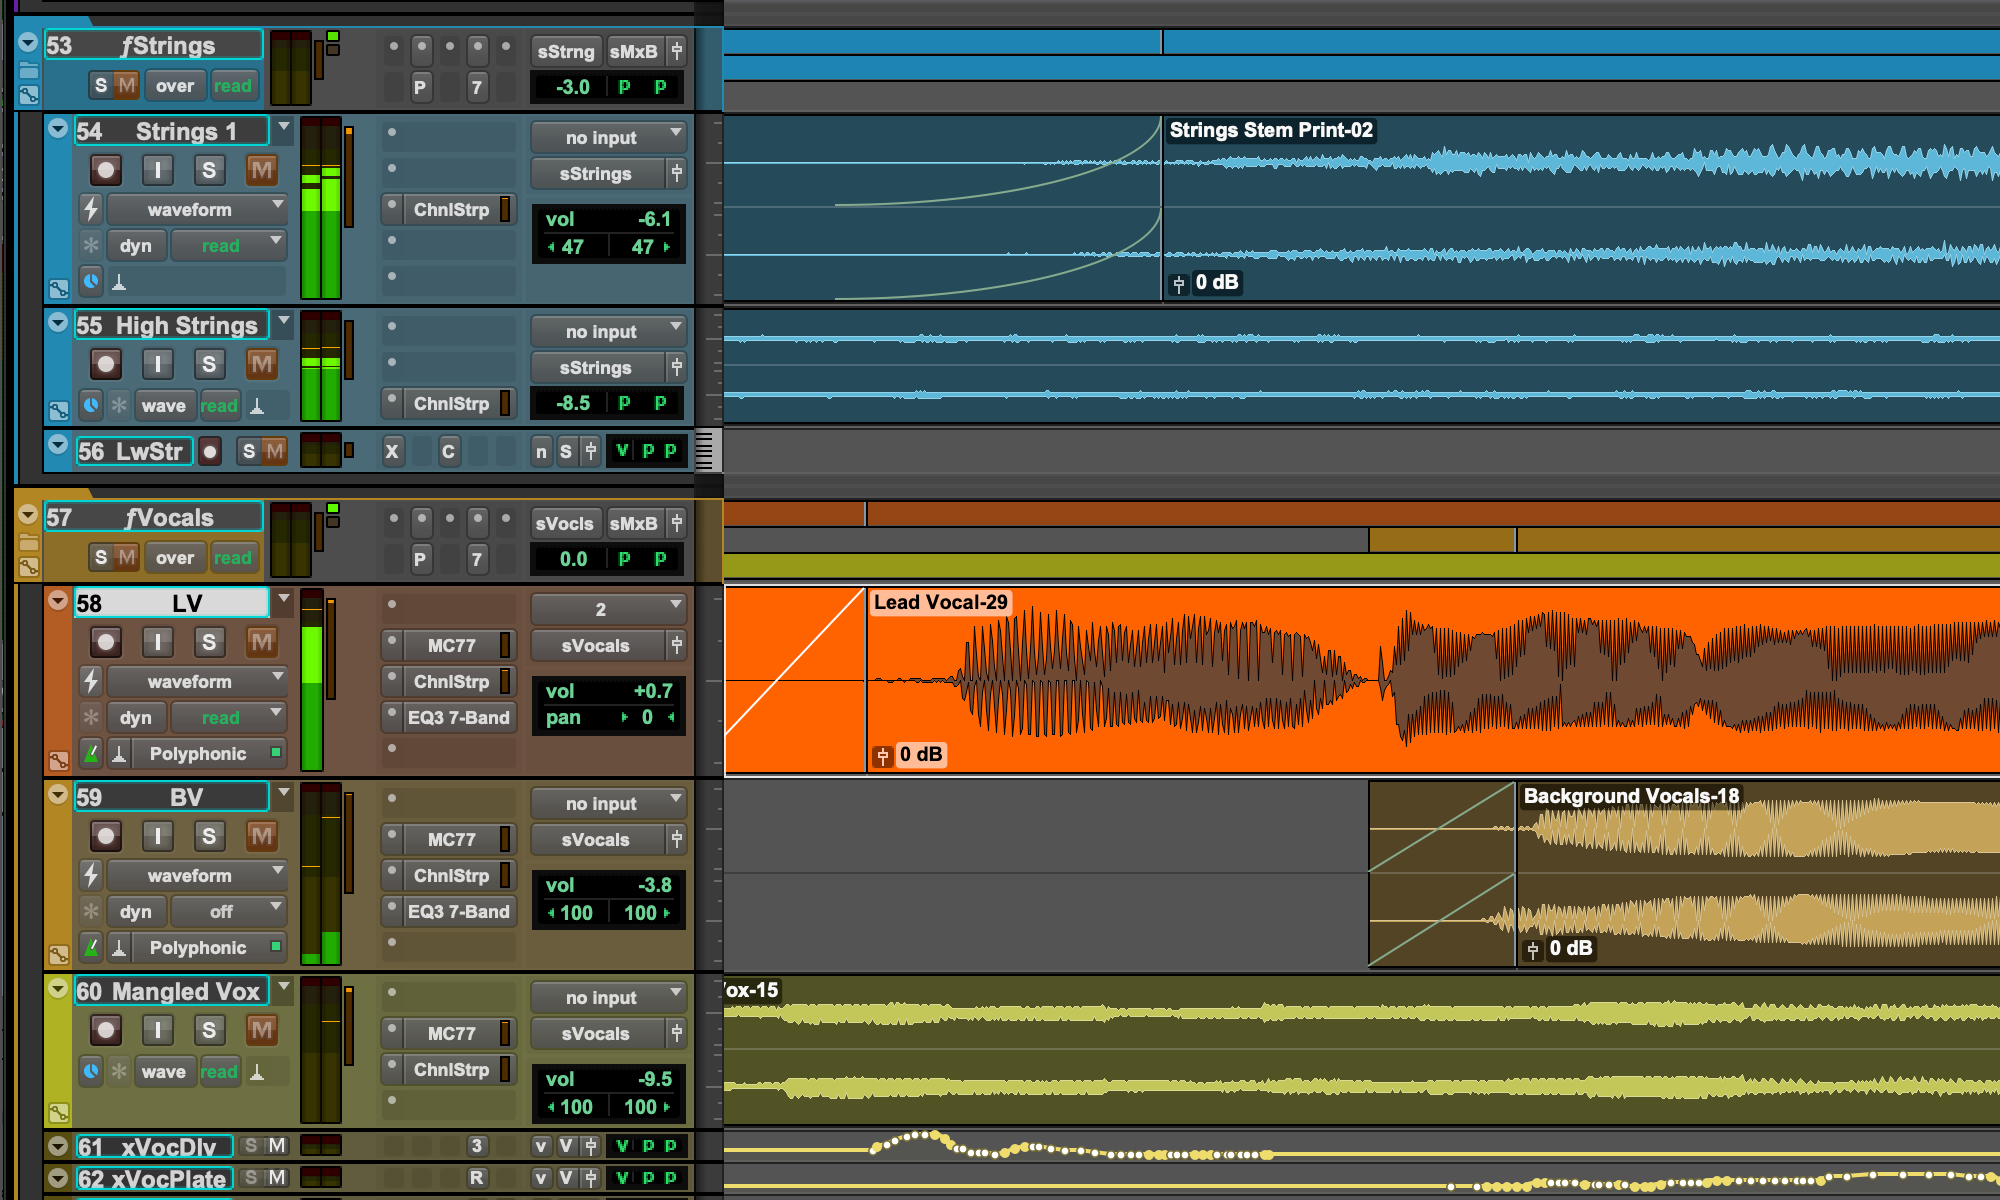 53 ƒStrings
sStrng sMxB
S M over read
P 7
-3.0 p p
54 Strings 1
no input
I S M
sStrings
waveform
ChnlStrp
vol -6.1
dyn read
47 47
Strings Stem Print-02
0 dB
55 High Strings
no input
I S M
sStrings
wave read
ChnlStrp
-8.5 p p
56 LwStr
S M
X C
n S
V p p
57 ƒVocals
sVocls sMxB
S M over read
P 7
0.0 p p
58 LV
2
I S M
MC77
sVocals
waveform
ChnlStrp
vol +0.7
dyn read
EQ3 7-Band
pan 0
Polyphonic
Lead Vocal-29
0 dB
59 BV
no input
I S M
MC77
sVocals
waveform
ChnlStrp
vol -3.8
dyn off
EQ3 7-Band
100 100
Polyphonic
Background Vocals-18
0 dB
60 Mangled Vox
no input
ox-15
I S M
MC77
sVocals
wave read
ChnlStrp
vol -9.5
100 100
61 xVocDlv
S M
3
v V
V p p
62 xVocPlate
S M
R
v V
V p p